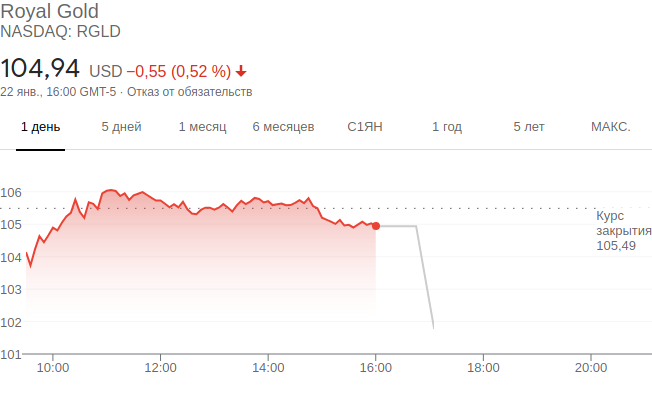 Royal Gold
NASDAQ: RGLD
104,94 USD −0,55 (0,52 %)
22 янв., 16:00 GMT-5 · Отказ от обязательств
1 день 5 дней 1 месяц 6 месяцев С1ЯН 1 год 5 лет МАКС.
106
105
104
103
102
101
Курс
закрытия
105,49
10:00 12:00 14:00 16:00 18:00 20:00